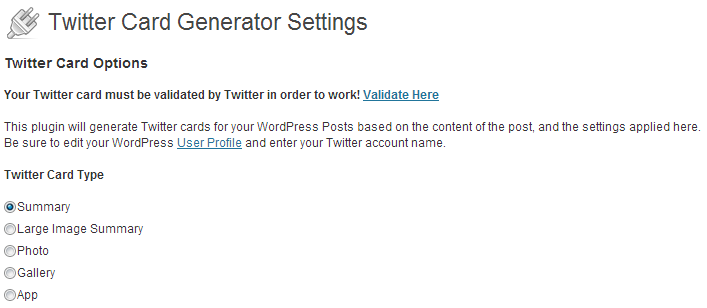 Twitter Card Generator Settings
Twitter Card Options
Your Twitter card must be validated by Twitter in order to work! Validate Here
This plugin will generate Twitter cards for your WordPress Posts based on the content of the post, and the settings applied here.
Be sure to edit your WordPress User Profile and enter your Twitter account name.
Twitter Card Type
Summary
Large Image Summary
Photo
Gallery
App